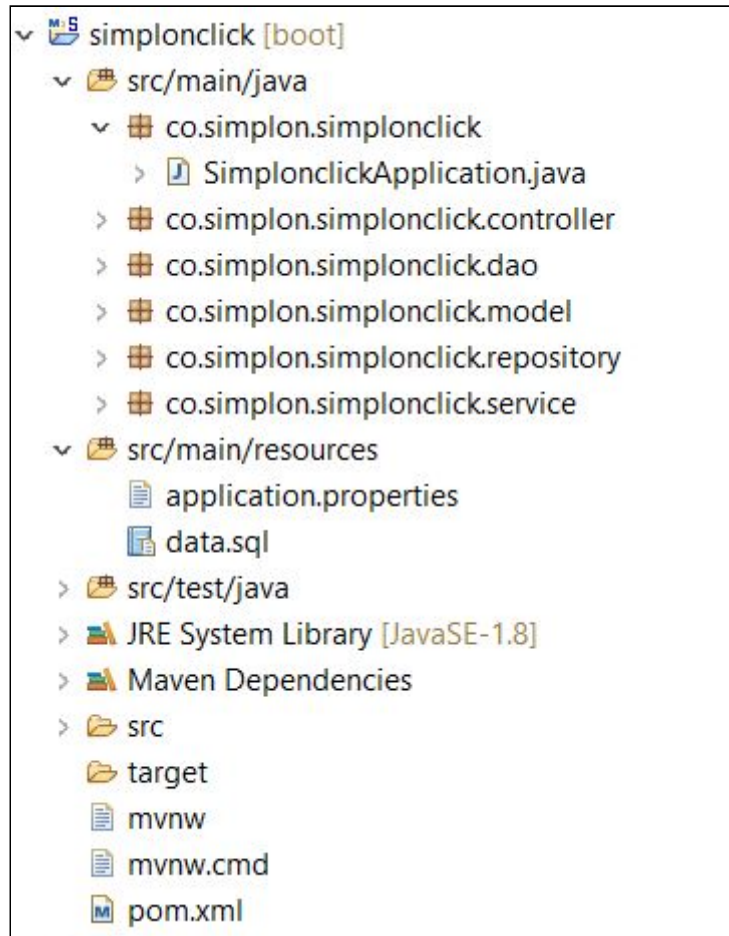 simplonclick [boot]
src/main/java
co.simplon.simplonclick
SimplonclickApplication.java
co.simplon.simplonclick.controller
co.simplon.simplonclick.dao
co.simplon.simplonclick.model
co.simplon.simplonclick.repository
co.simplon.simplonclick.service
src/main/resources
application.properties
data.sql
src/test/java
JRE System Library [JavaSE-1.8]
Maven Dependencies
src
target
mvnw
mvnw.cmd
pom.xml